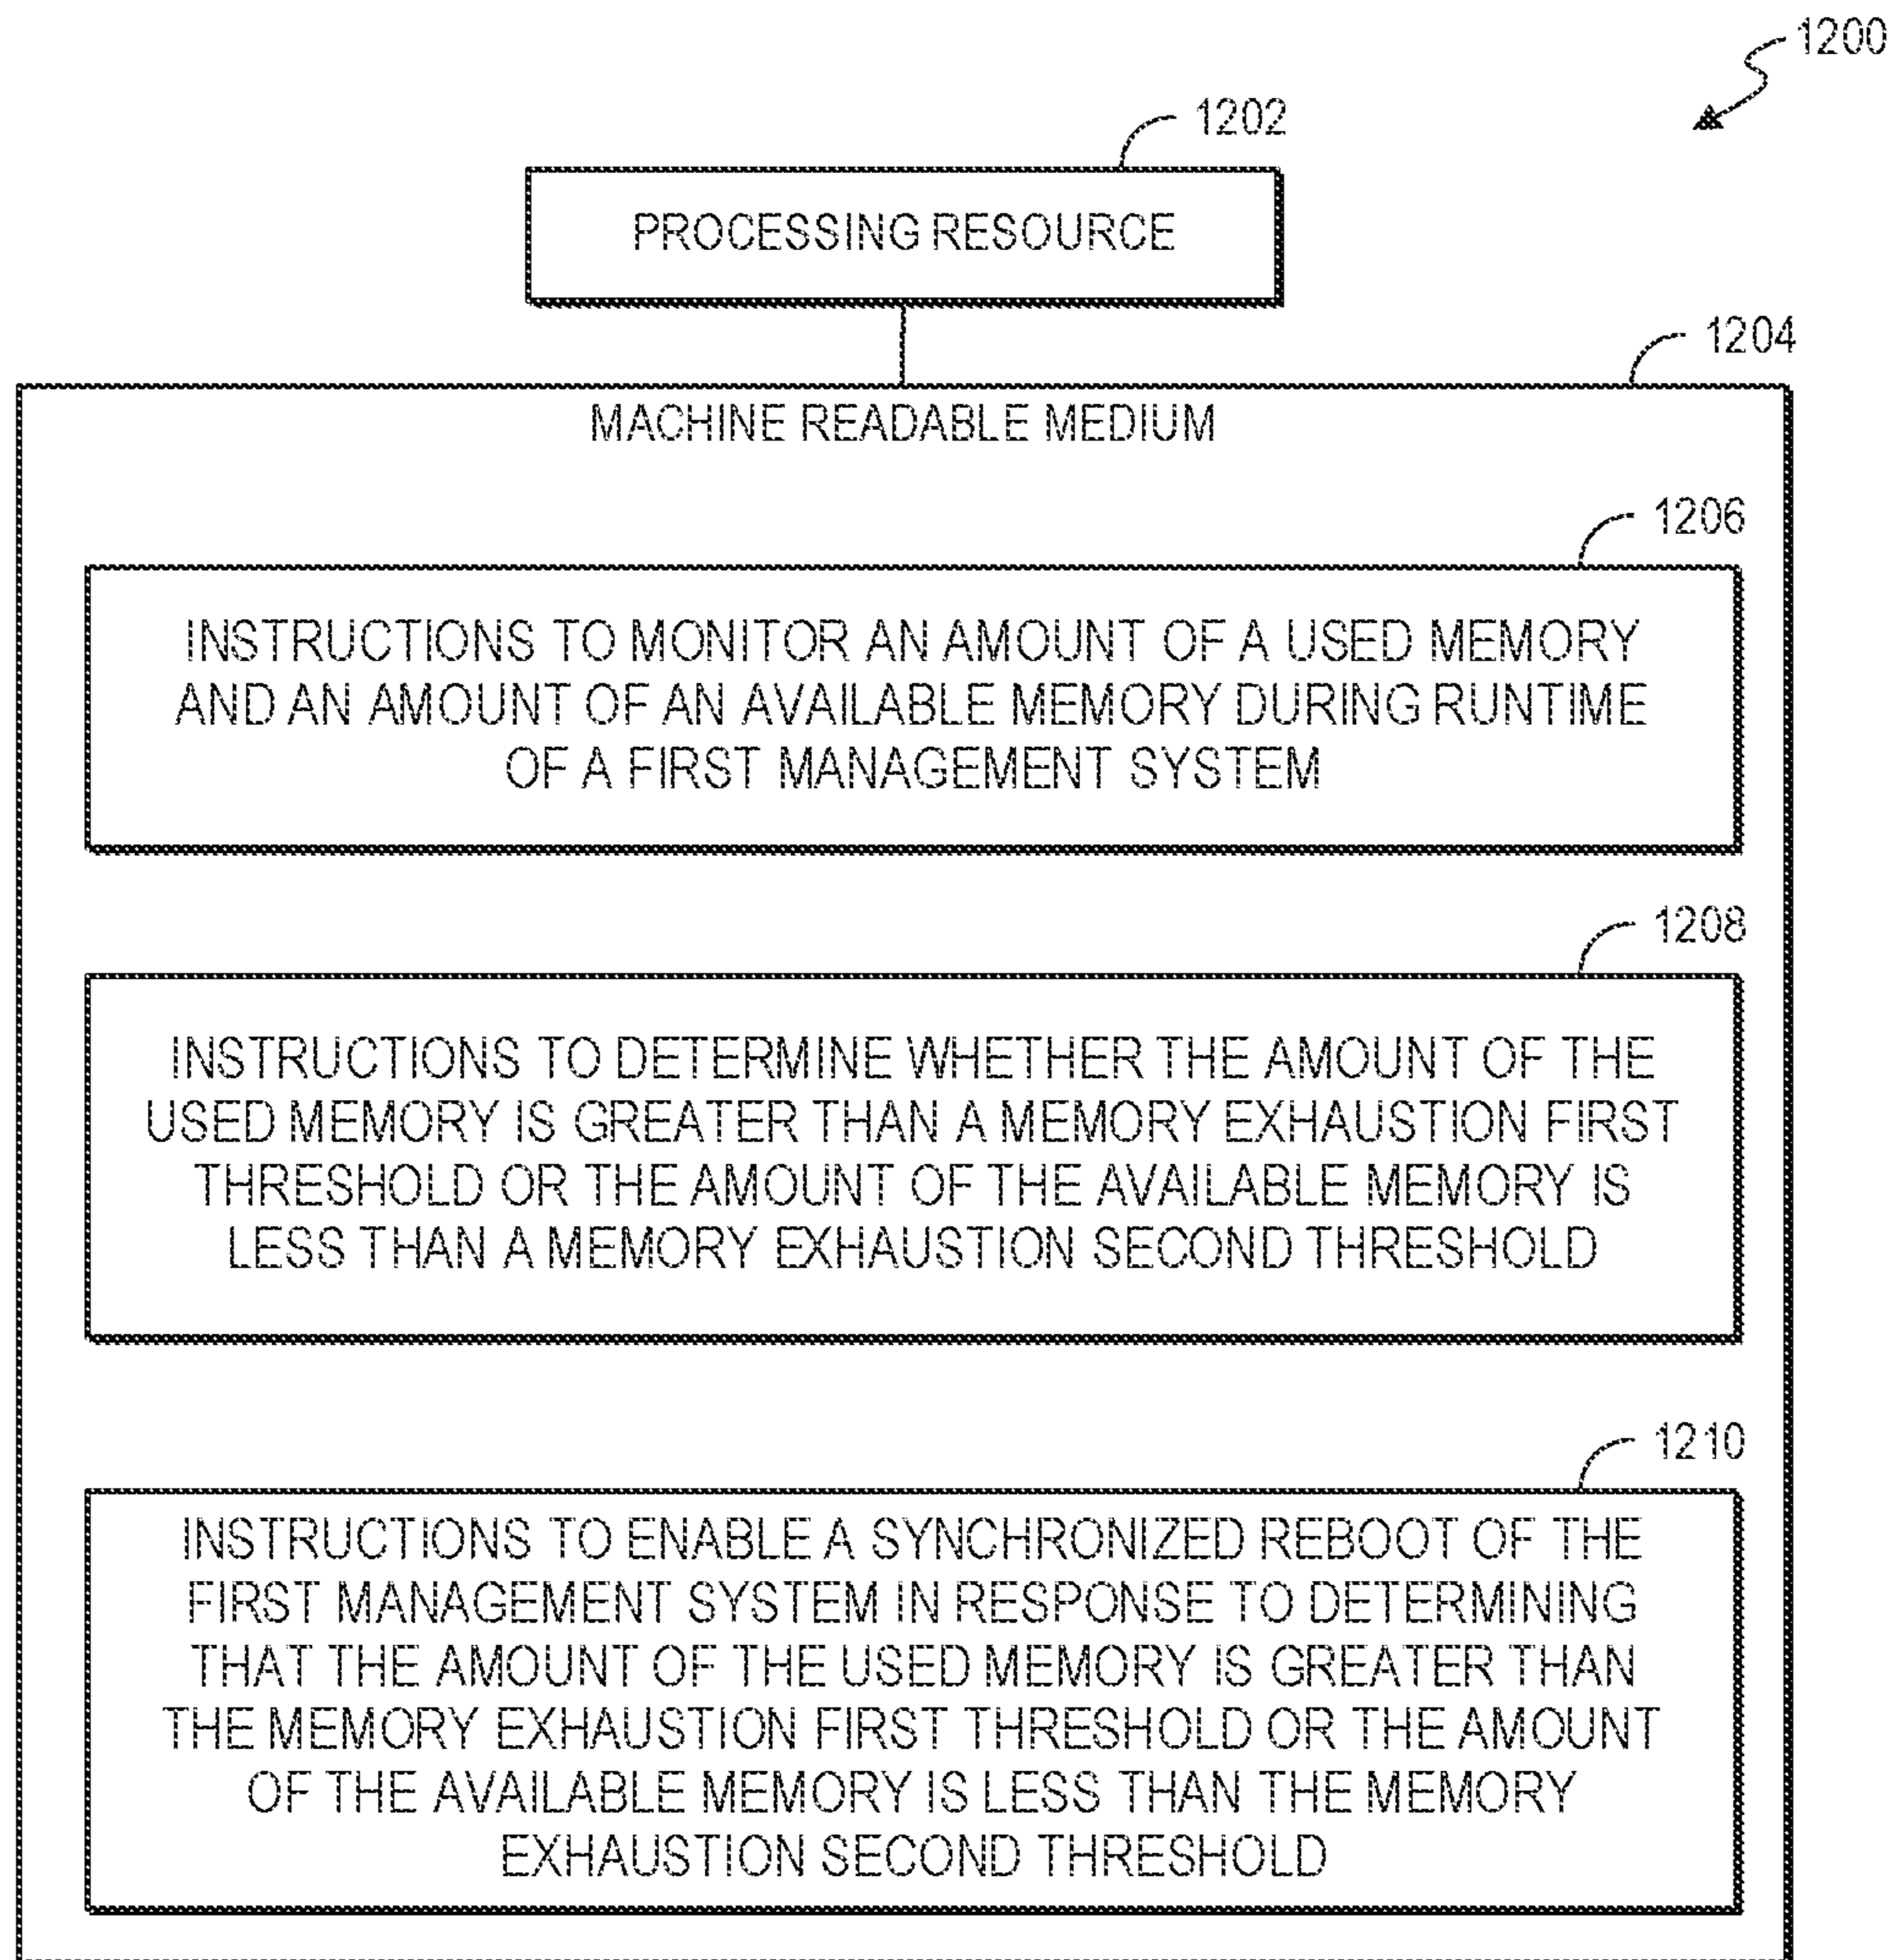 1200
1202
PROCESSING RESOURCE
1204
MACHINE READABLE MEDIUM
1206
INSTRUCTIONS TO MONITOR AN AMOUNT OF A USED MEMORY
AND AN AMOUNT OF AN AVAILABLE MEMORY DURING RUNTIME
OF A FIRST MANAGEMENT SYSTEM
1208
INSTRUCTIONS TO DETERMINE WHETHER THE AMOUNT OF THE
USED MEMORY IS GREATER THAN A MEMORY EXHAUSTION FIRST
THRESHOLD OR THE AMOUNT OF THE AVAILABLE MEMORY IS
LESS THAN A MEMORY EXHAUSTION SECOND THRESHOLD
1210
INSTRUCTIONS TO ENABLE A SYNCHRONIZED REBOOT OF THE
FIRST MANAGEMENT SYSTEM IN RESPONSE TO DETERMINING
THAT THE AMOUNT OF THE USED MEMORY IS GREATER THAN
THE MEMORY EXHAUSTION FIRST THRESHOLD OR THE AMOUNT
OF THE AVAILABLE MEMORY IS LESS THAN THE MEMORY
EXHAUSTION SECOND THRESHOLD